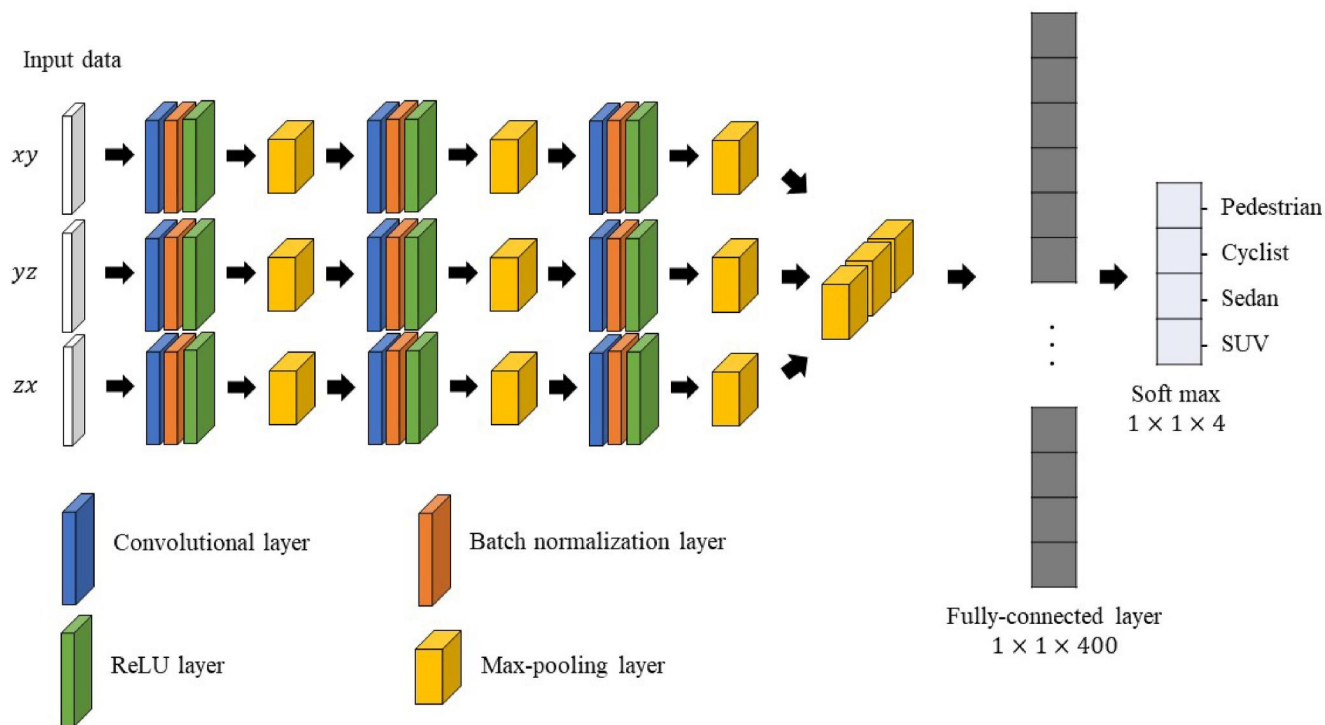 Input data
xy
yz
zx
Pedestrian
Cyclist
Sedan
SUV
Soft max
1 × 1 × 4
Convolutional layer
Batch normalization layer
ReLU layer
Max-pooling layer
Fully-connected layer
1 × 1 × 400